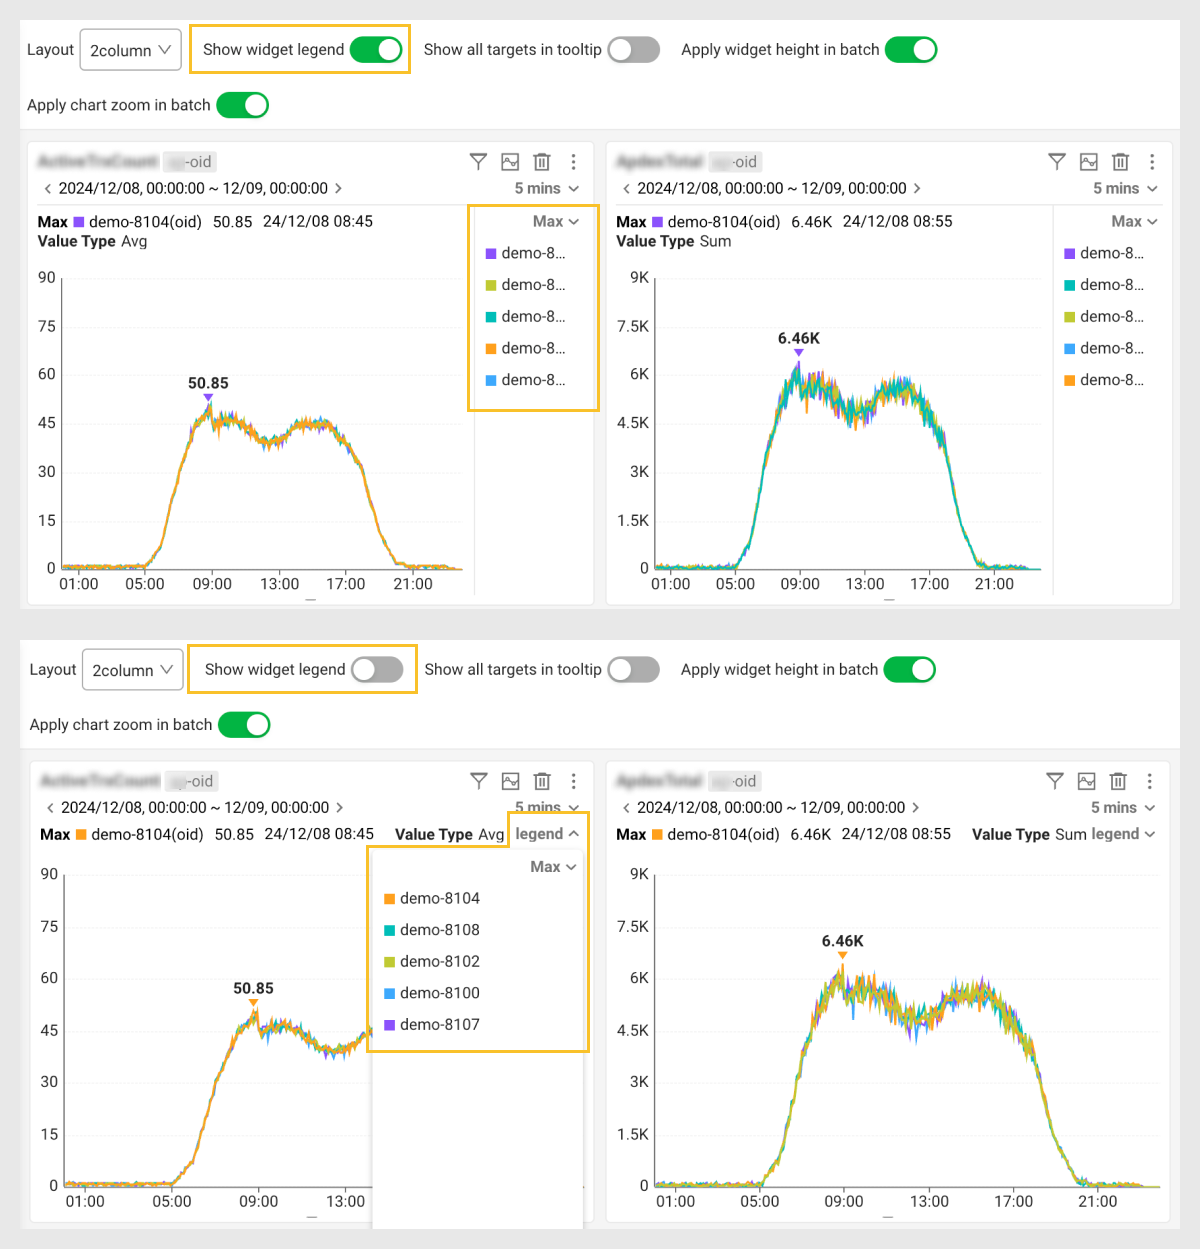 Layout 2column Show widget legend Show all targets in tooltip Apply widget height in batch
Apply chart zoom in batch
-oid
2024/12/08, 00:00:00 ~ 12/09, 00:00:00
5 mins
Max demo-8104(oid) 50.85 24/12/08 08:45
Value Type Avg
Max
demo-8...
demo-8...
demo-8...
demo-8...
demo-8...
90
75
60
45
30
15
0
50.85
01:00 05:00 09:00 13:00 17:00 21:00
-oid
2024/12/08, 00:00:00 ~ 12/09, 00:00:00
5 mins
Max demo-8104(oid) 6.46K 24/12/08 08:55
Value Type Sum
Max
demo-8...
demo-8...
demo-8...
demo-8...
demo-8...
9K
7.5K
6K
4.5K
3K
1.5K
0
6.46K
01:00 05:00 09:00 13:00 17:00 21:00
Layout 2column Show widget legend Show all targets in tooltip Apply widget height in batch
Apply chart zoom in batch
-oid
2024/12/08, 00:00:00 ~ 12/09, 00:00:00
5 mins
Max demo-8104(oid) 50.85 24/12/08 08:45 Value Type Avg legend
Max
demo-8104
demo-8108
demo-8102
demo-8100
demo-8107
90
75
60
45
30
15
0
50.85
01:00 05:00 09:00 13:00
-oid
2024/12/08, 00:00:00 ~ 12/09, 00:00:00
5 mins
Max demo-8104(oid) 6.46K 24/12/08 08:55 Value Type Sum legend
9K
7.5K
6K
4.5K
3K
1.5K
0
6.46K
01:00 05:00 09:00 13:00 17:00 21:00